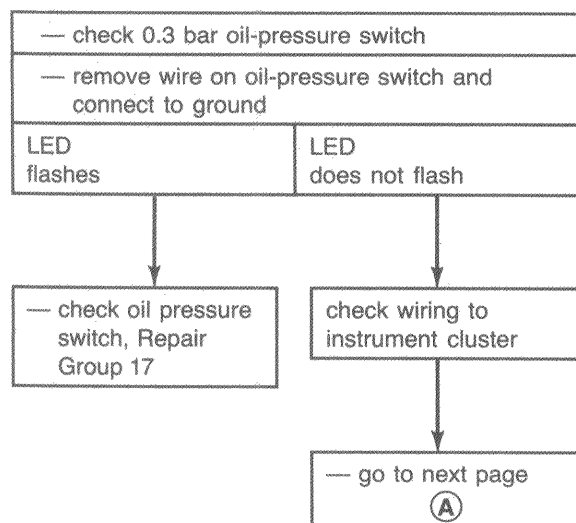 — check 0.3 bar oil-pressure switch
— remove wire on oil-pressure switch and
connect to ground
LED
flashes
LED
does not flash
— check oil pressure
switch, Repair
Group 17
check wiring to
instrument cluster
— go to next page
A